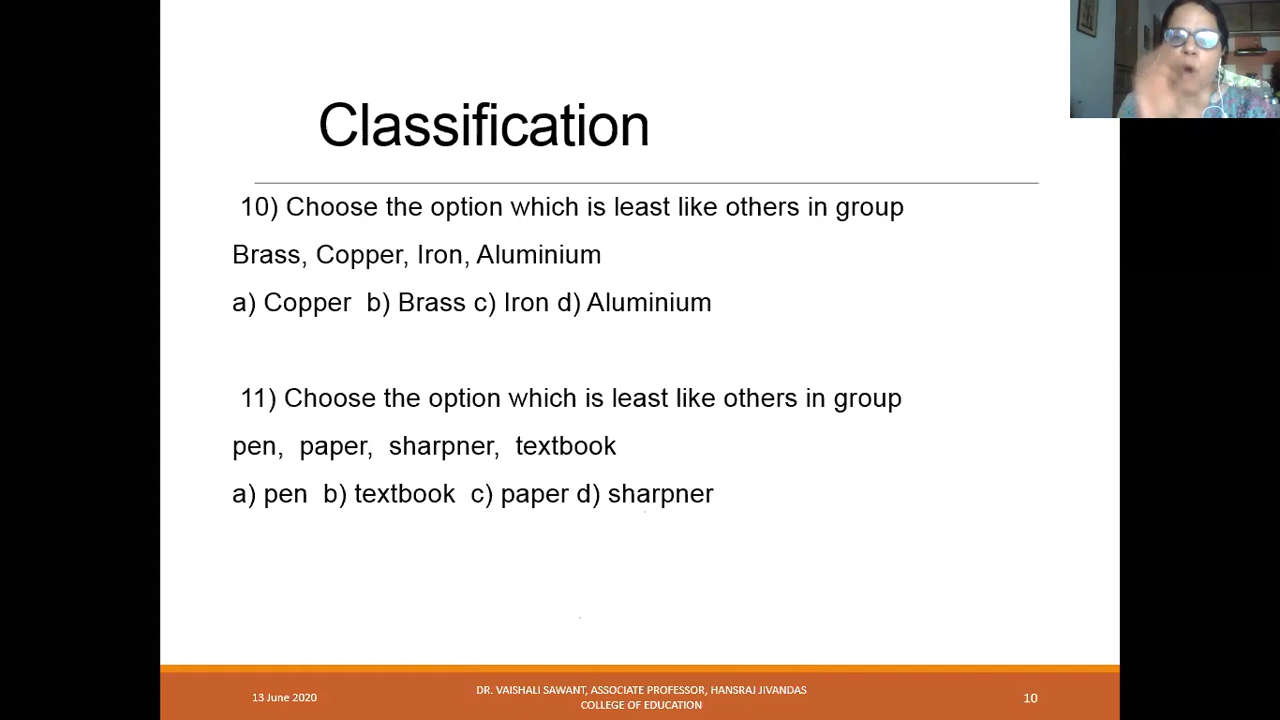 Classification
10) Choose the option which is least like others in group
Brass, Copper, Iron, Aluminium
a) Copper b) Brass c) Iron d) Aluminium
11) Choose the option which is least like others in group
pen, paper, sharpner, textbook
a) pen b) textbook c) paper d) sharpner
13 June 2020
DR. VAISHALI SAWANT, ASSOCIATE PROFESSOR, HANSRAJ JIVANDAS
COLLEGE OF EDUCATION
10